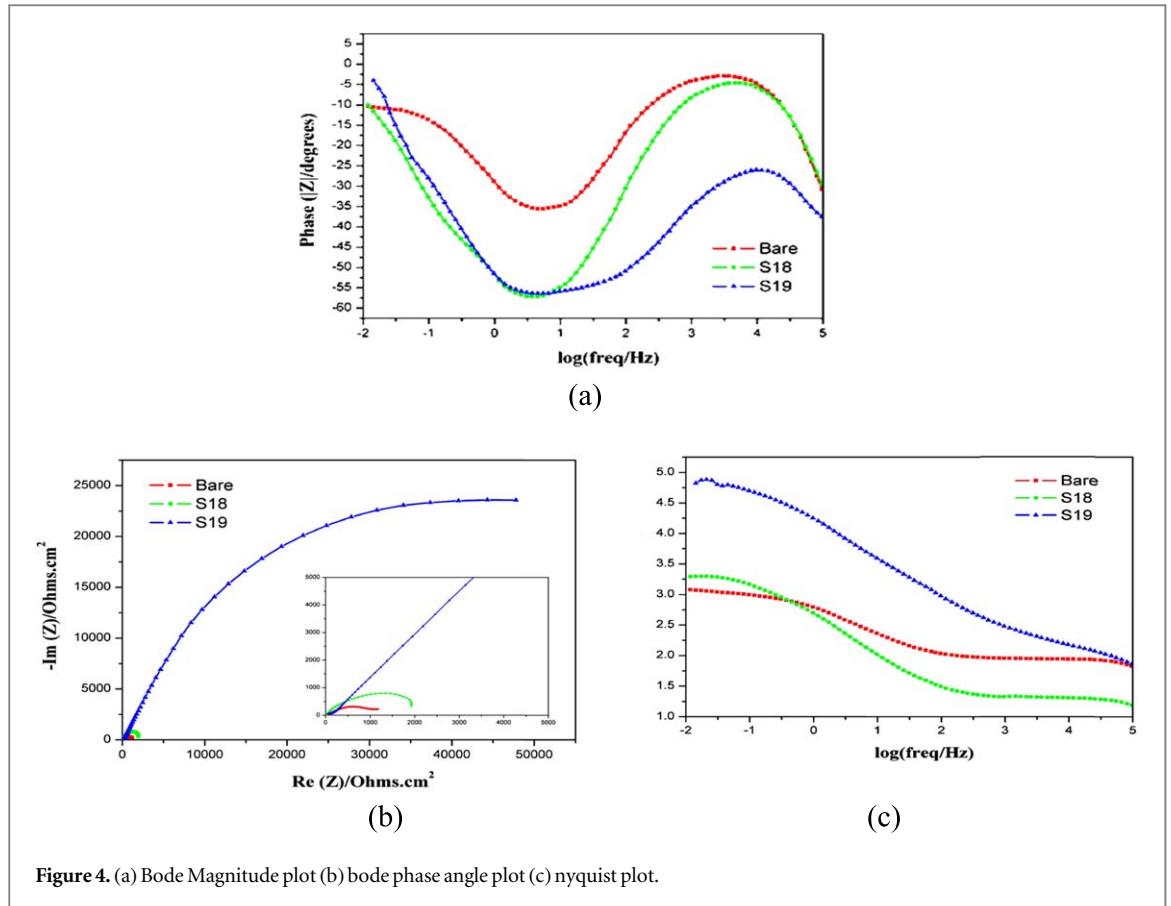 5
0
-5
-10
-15
-20
-25
-30
-35
-40
-45
-50
-55
-60
Phase (|Z|/degrees)
Bare
S18
S19
-2 -1 0 1 2 3 4 5
log(freq/Hz)
(a)
25000
20000
15000
10000
5000
0
-Im (Z)/Ohms.cm²
Bare
S18
S19
5000
4000
3000
2000
1000
0
0 1000 2000 3000 4000 5000
0 10000 20000 30000 40000 50000
Re (Z)/Ohms.cm²
(b)
5.0
4.5
4.0
3.5
3.0
2.5
2.0
1.5
1.0
Bare
S18
S19
-2 -1 0 1 2 3 4 5
log(freq/Hz)
(c)
Figure 4. (a) Bode Magnitude plot (b) bode phase angle plot (c) nyquist plot.